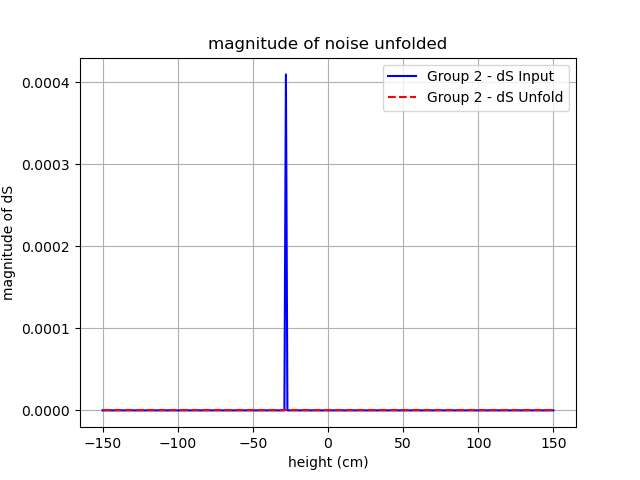 magnitude of noise unfolded
Group 2 - dS Input
Group 2 - dS Unfold
magnitude of dS
0.0004
0.0003
0.0002
0.0001
0.0000
−150 −100 −50 0 50 100 150
height (cm)